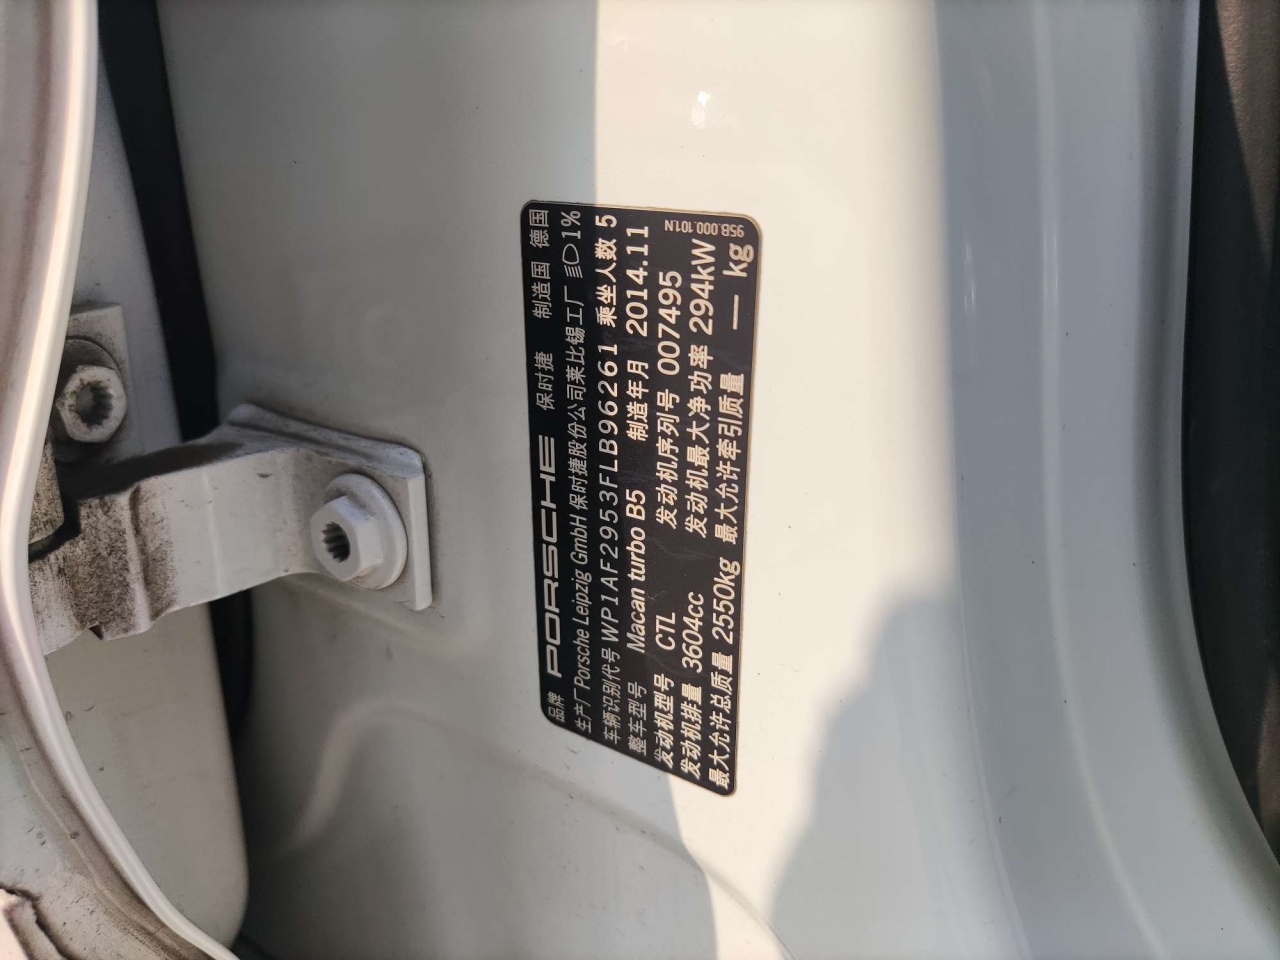 品牌 PORSCHE 保时捷 制造国 德国
生产厂 Porsche Leipzig GmbH 保时捷股份公司莱比锡工厂 1%
车辆识别代号 WP1AF2953FLB96261 乘坐人数 5
整车型号 Macan turbo B5 制造年月 2014.11
发动机型号 CTL 发动机序列号 007495
发动机排量 3604cc 发动机最大净功率 294kW
最大允许总质量 2550kg 最大允许牵引质量 — kg
95B.000.101.N